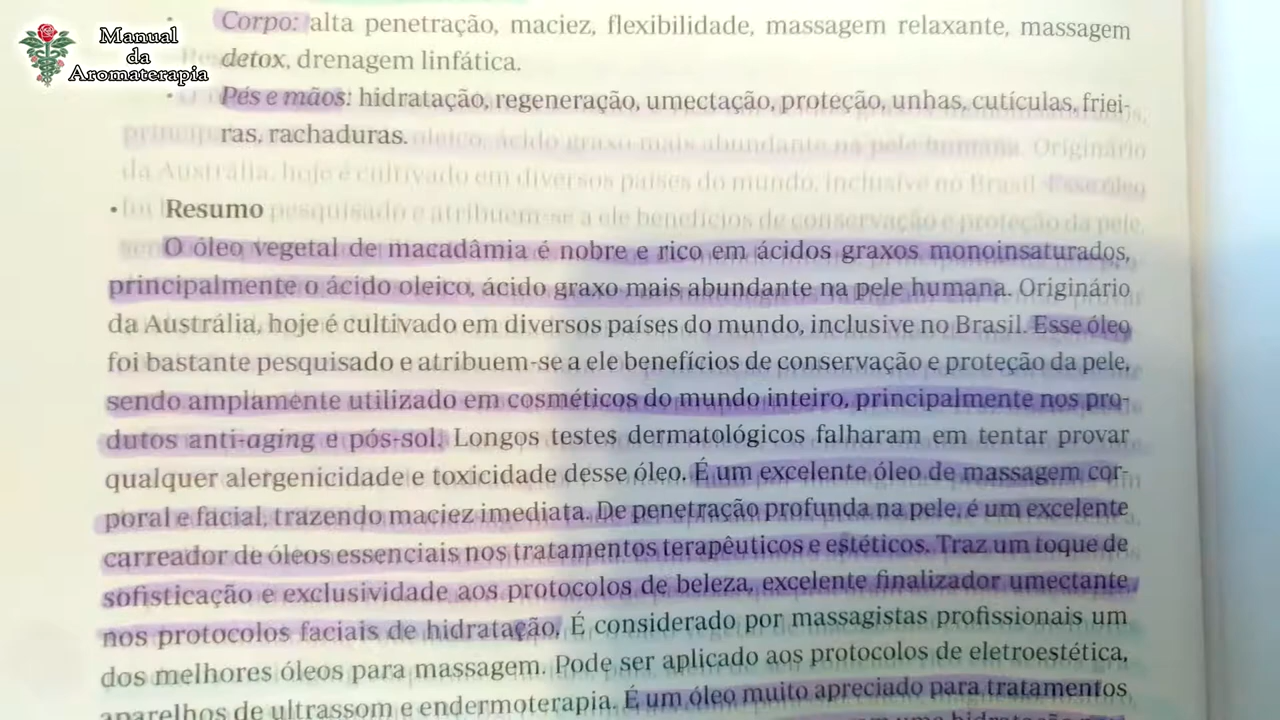 Manual
da
Aromaterapia
Corpo: alta penetração, maciez, flexibilidade, massagem relaxante, massagem
detox, drenagem linfática.
Pés e mãos: hidratação, regeneração, umectação, proteção, unhas, cutículas, friei-
ras, rachaduras.
• Resumo
O óleo vegetal de macadâmia é nobre e rico em ácidos graxos monoinsaturados,
principalmente o ácido oleico, ácido graxo mais abundante na pele humana. Originário
da Austrália, hoje é cultivado em diversos países do mundo, inclusive no Brasil. Esse óleo
foi bastante pesquisado e atribuem-se a ele benefícios de conservação e proteção da pele,
sendo amplamente utilizado em cosméticos do mundo inteiro, principalmente nos pro-
dutos anti-aging e pós-sol. Longos testes dermatológicos falharam em tentar provar
qualquer alergenicidade e toxicidade desse óleo. É um excelente óleo de massagem cor-
poral e facial, trazendo maciez imediata. De penetração profunda na pele, é um excelente
carreador de óleos essenciais nos tratamentos terapêuticos e estéticos. Traz um toque de
sofisticação e exclusividade aos protocolos de beleza, excelente finalizador umectante,
nos protocolos faciais de hidratação. É considerado por massagistas profissionais um
dos melhores óleos para massagem. Pode ser aplicado aos protocolos de eletroestética,
aparelhos de ultrassom e endermoterapia. É um óleo muito apreciado para tratamentos